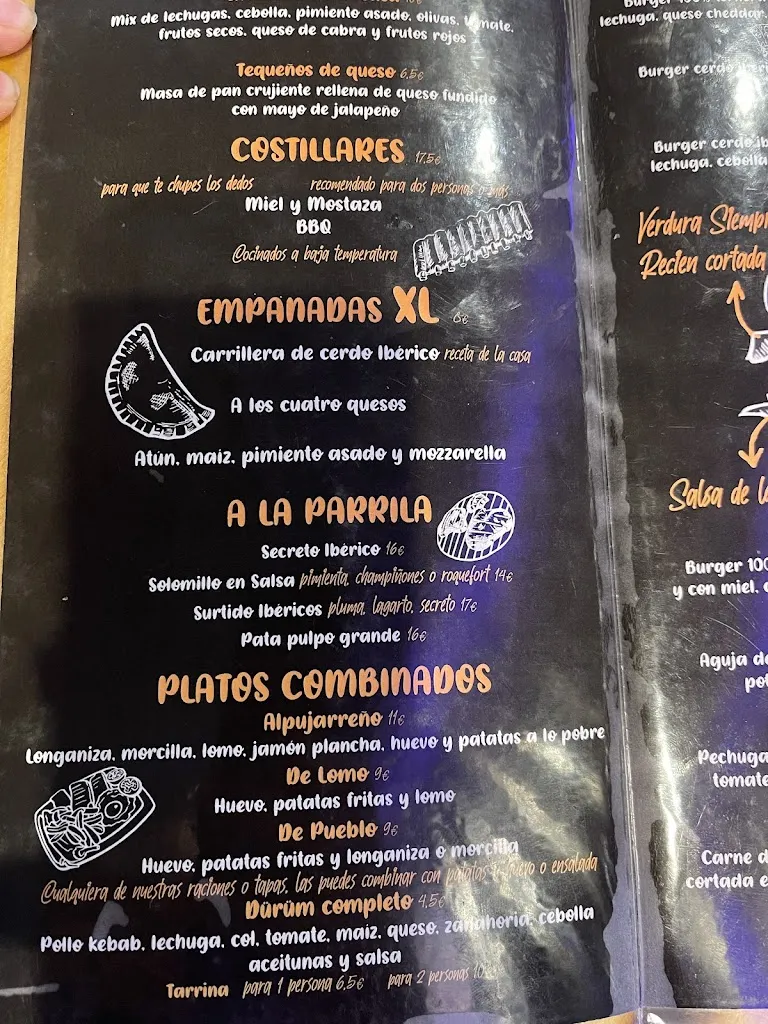 Mix de lechugas, cebolla, pimiento asado, olivas, tomate,
frutos secos, queso de cabra y frutos rojos
Tequeños de queso 6,5€
Masa de pan crujiente rellena de queso fundido
con mayo de jalapeño
COSTILLARES 17,5€
para que te chupes los dedos recomendado para dos personas o más
Miel y Mostaza
BBQ
Cocinados a baja temperatura
EMPANADAS XL 6€
Carrillera de cerdo Ibérico receta de la casa
A los cuatro quesos
Atún, maíz, pimiento asado y mozzarella
A LA PARRILA
Secreto Ibérico 16€
Solomillo en Salsa pimienta, champiñones o roquefort 14€
Surtido Ibéricos pluma, lagarto, secreto 17€
Pata pulpo grande 16€
PLATOS COMBINADOS
Alpujarreño 11€
Longaniza, morcilla, lomo, jamón plancha, huevo y patatas a lo pobre
De Lomo 9€
Huevo, patatas fritas y lomo
De Pueblo 9€
Huevo, patatas fritas y longaniza o morcilla
Cualquiera de nuestras raciones o tapas, las puedes combinar con patatas y huevo o ensalada
Dürüm completo 4,5€
Pollo kebab, lechuga, col, tomate, maiz, queso, zanahoria, cebolla
aceitunas y salsa
Tarrina para 1 persona 6,5€ para 2 personas
lechuga, queso cheddar,
Burger cerdo
Burger cerdo
lechuga, cebolla
Verdura
Recien cortada
Salsa de
Burger
y con miel,
Aguja
Pechuga
tomate
Carne
cortada